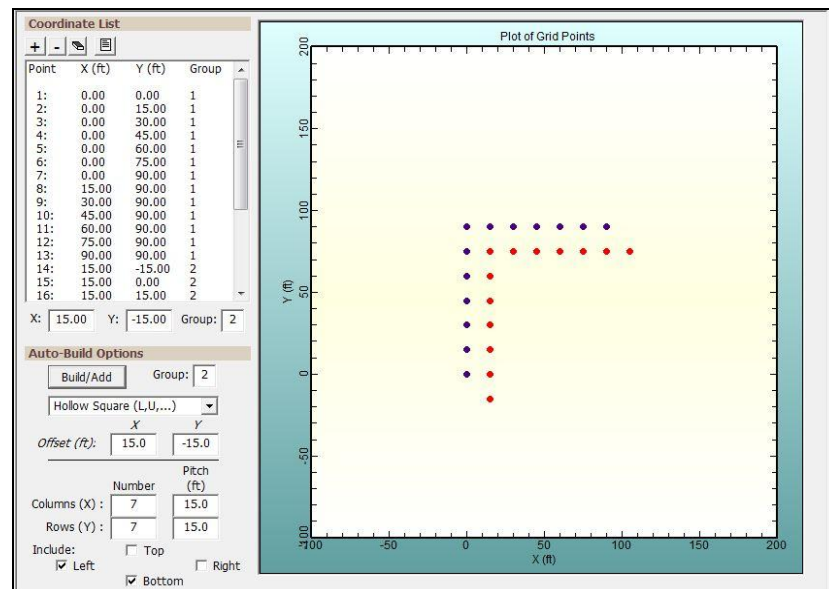 Coordinate List
+ -
Point X (ft) Y (ft) Group
1: 0.00 0.00 1
2: 0.00 15.00 1
3: 0.00 30.00 1
4: 0.00 45.00 1
5: 0.00 60.00 1
6: 0.00 75.00 1
7: 0.00 90.00 1
8: 15.00 90.00 1
9: 30.00 90.00 1
10: 45.00 90.00 1
11: 60.00 90.00 1
12: 75.00 90.00 1
13: 90.00 90.00 1
14: 15.00 -15.00 2
15: 15.00 0.00 2
16: 15.00 15.00 2
X: 15.00 Y: -15.00 Group: 2
Auto-Build Options
Build/Add Group: 2
Hollow Square (L,U,...)
X Y
Offset (ft): 15.0 -15.0
Number Pitch (ft)
Columns (X) : 7 15.0
Rows (Y) : 7 15.0
Include: Top
Left Right
Bottom
Plot of Grid Points
200
150
100
50
0
-50
-100
Y (ft)
-100 -50 0 50 100 150 200
X (ft)